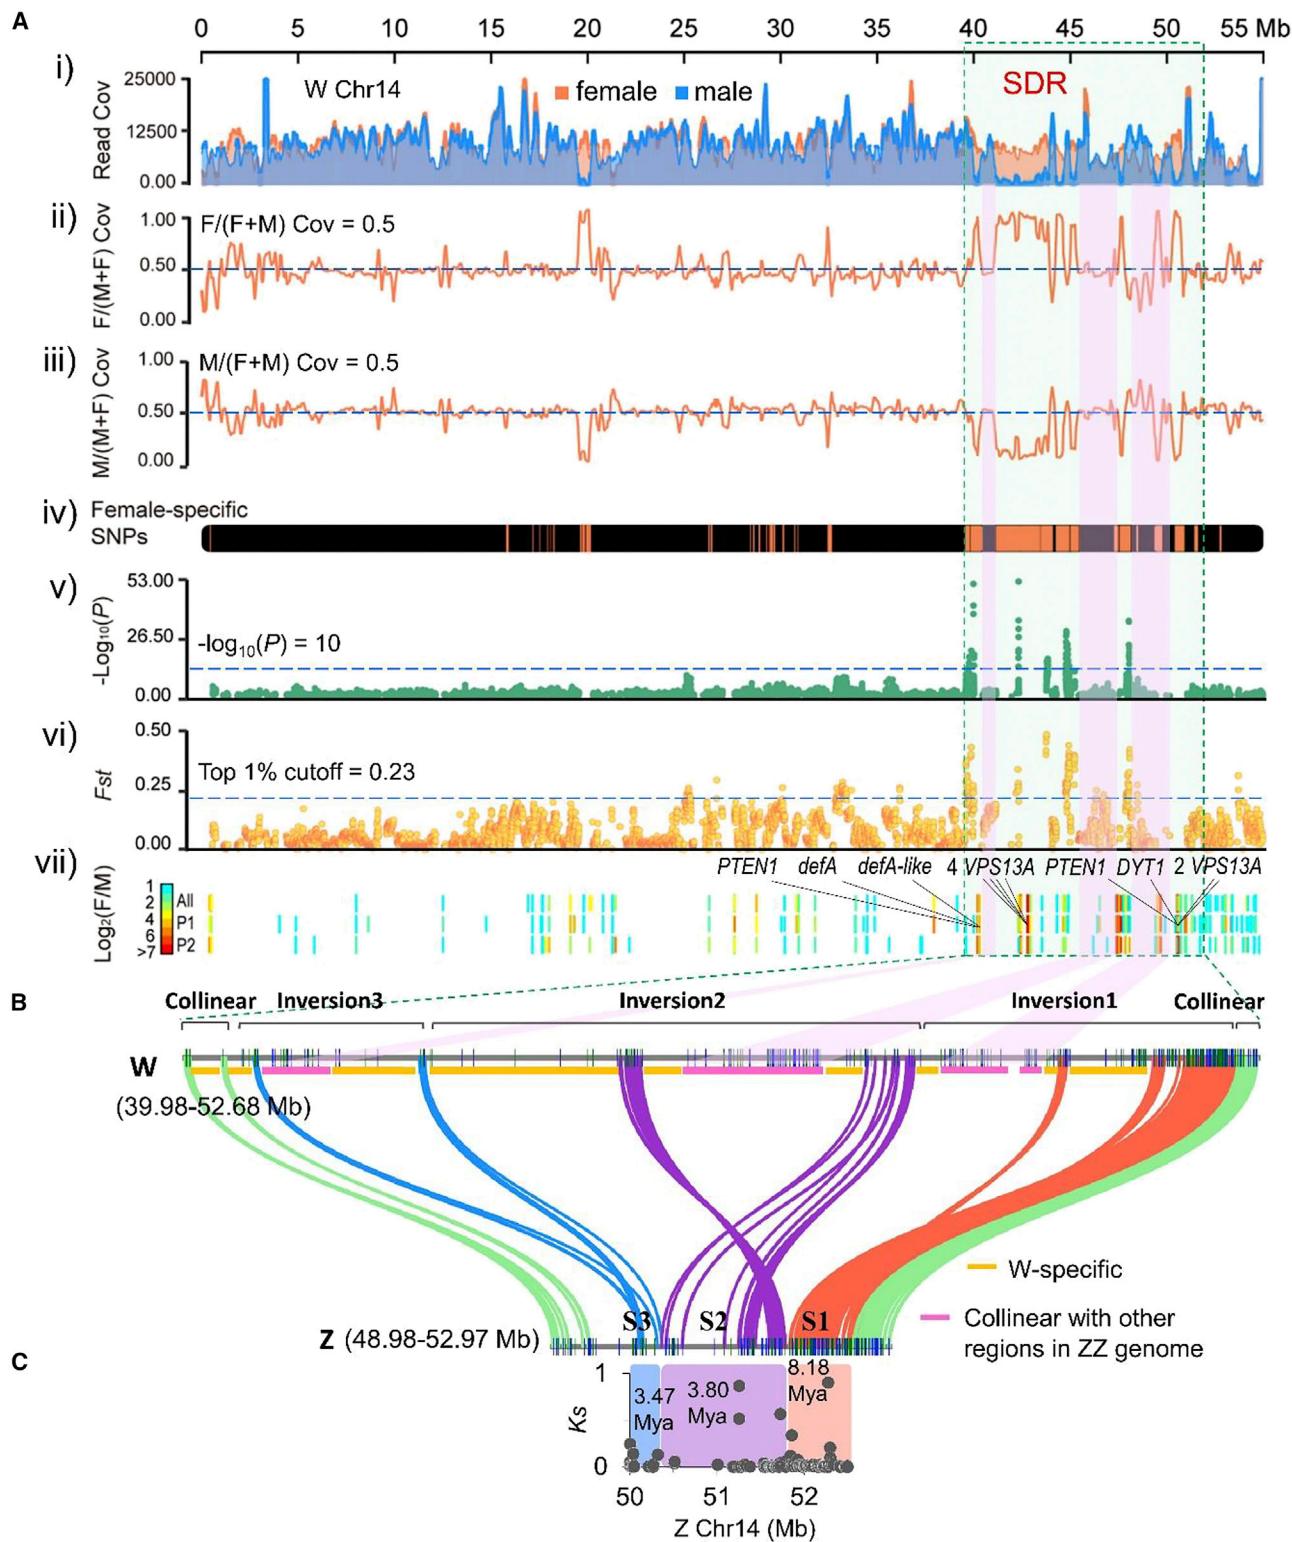 A
0 5 10 15 20 25 30 35 40 45 50 55 Mb
i)
Read Cov
25000
12500
0.00
W Chr14
female
male
SDR
ii)
F/(M+F) Cov
1.00
0.50
0.00
F/(F+M) Cov = 0.5
iii)
M/(M+F) Cov
1.00
0.50
0.00
M/(F+M) Cov = 0.5
iv)
Female-specific
SNPs
v)
-Log₁₀(P)
53.00
26.50
0.00
-log₁₀(P) = 10
vi)
Fst
0.50
0.25
0.00
Top 1% cutoff = 0.23
vii)
Log₂(F/M)
1
2
4
6
>7
All
P1
P2
PTEN1 defA defA-like 4 VPS13A PTEN1 DYT1 2 VPS13A
B
Collinear Inversion3 Inversion2 Inversion1 Collinear
W
(39.98-52.68 Mb)
W-specific
Collinear with other
regions in ZZ genome
S3 S2 S1
Z (48.98-52.97 Mb)
C
Ks
1
0
3.47
Mya
3.80
Mya
8.18
Mya
50 51 52
Z Chr14 (Mb)